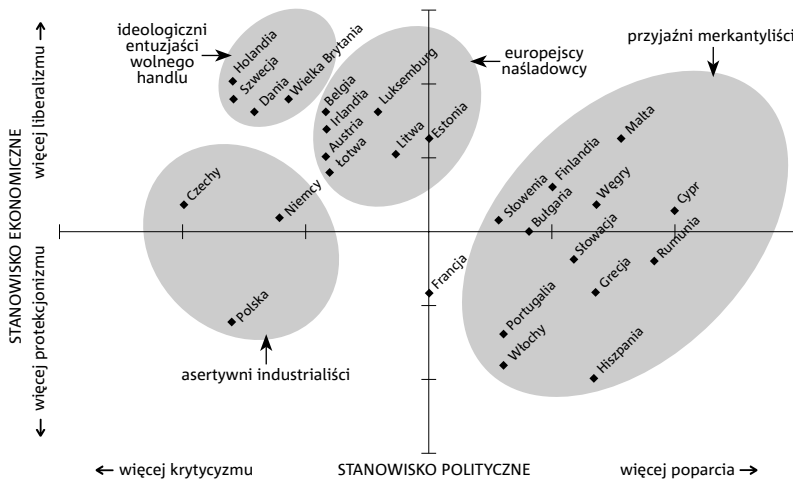 ideologiczni
entuzjaści
wolnego
handlu
europejscy
naśladowcy
przyjaźni merkantyliści
asertywni industrialiści
Holandia
Szwecja
Dania
Wielka Brytania
Belgia
Irlandia
Austria
Łotwa
Luksemburg
Litwa
Estonia
Malta
Finlandia
Słowenia
Bułgaria
Węgry
Cypr
Słowacja
Rumunia
Grecja
Portugalia
Włochy
Hiszpania
Francja
Czechy
Niemcy
Polska
STANOWISKO EKONOMICZNE
więcej liberalizmu →
← więcej protekcjonizmu
← więcej krytycyzmu
STANOWISKO POLITYCZNE
więcej poparcia →